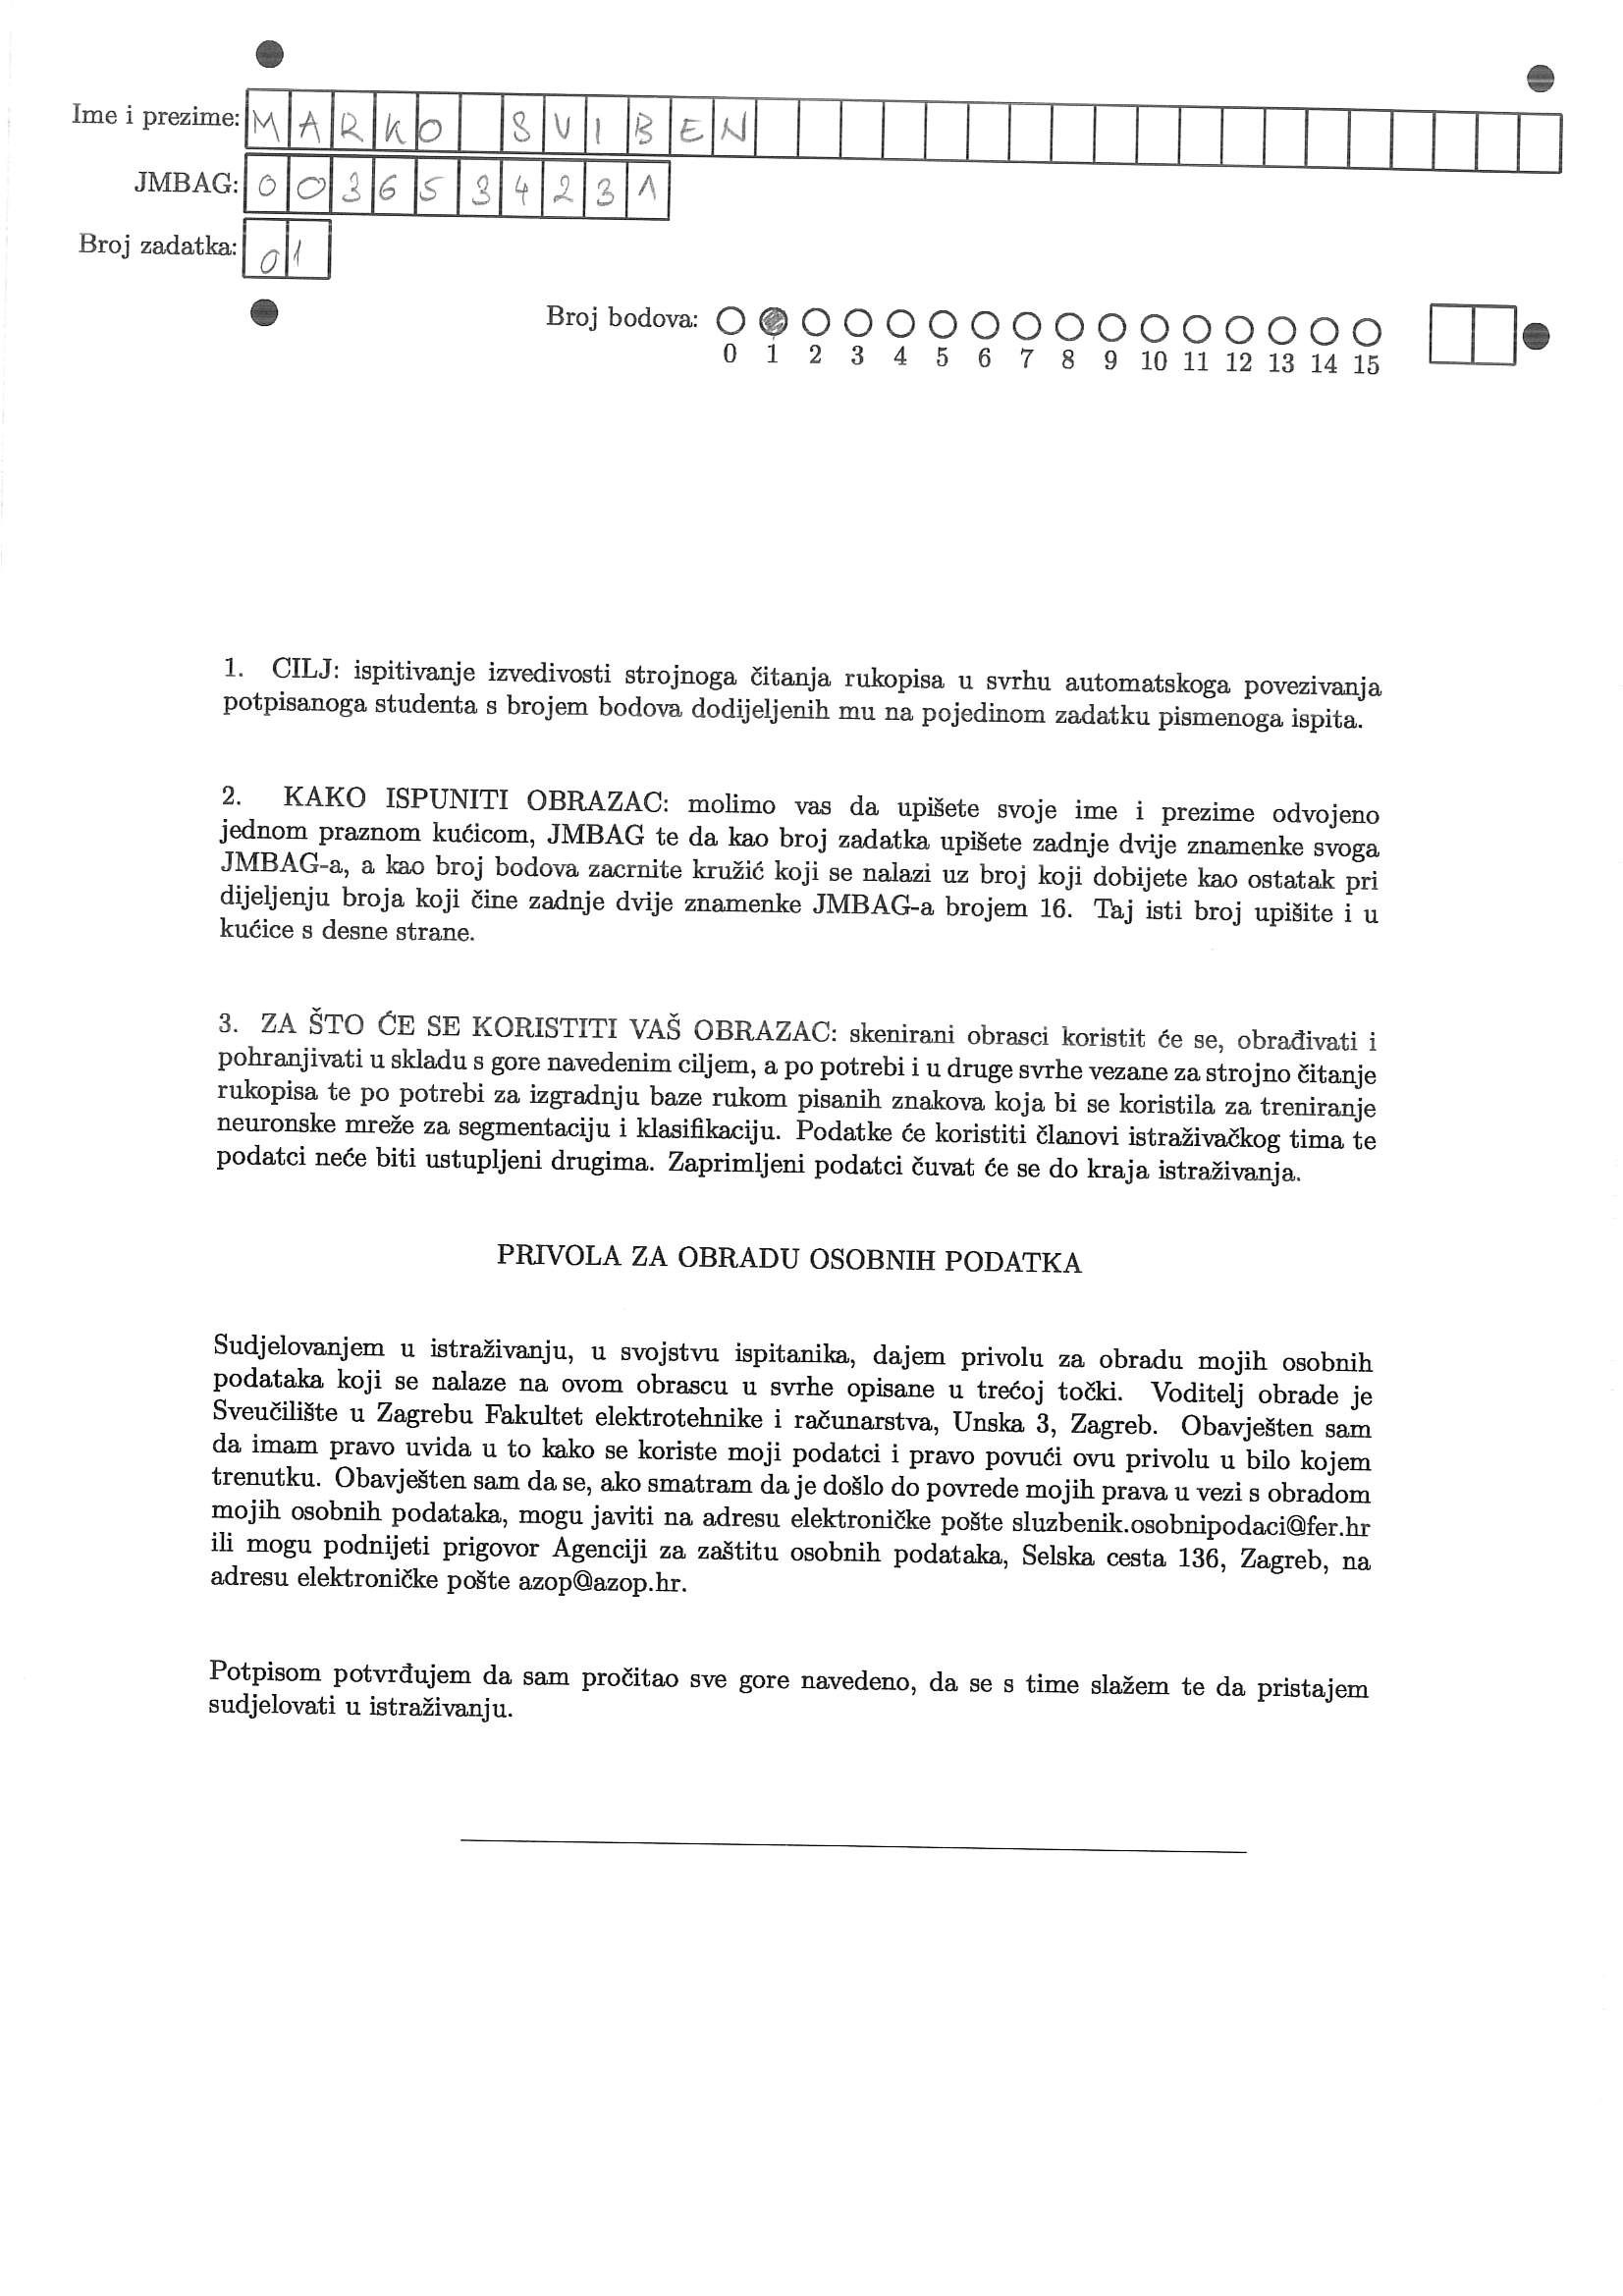 Ime i prezime: MARKO SVIBEN
JMBAG: 0036534231
Broj zadatka: 01
Broj bodova:
0 1 2 3 4 5 6 7 8 9 10 11 12 13 14 15
1. CILJ: ispitivanje izvedivosti strojnoga čitanja rukopisa u svrhu automatskoga povezivanja
potpisanoga studenta s brojem bodova dodijeljenih mu na pojedinom zadatku pismenoga ispita.
2. KAKO ISPUNITI OBRAZAC: molimo vas da upišete svoje ime i prezime odvojeno
jednom praznom kućicom, JMBAG te da kao broj zadatka upišete zadnje dvije znamenke svoga
JMBAG-a, a kao broj bodova zacrnite kružić koji se nalazi uz broj koji dobijete kao ostatak pri
dijeljenju broja koji čine zadnje dvije znamenke JMBAG-a brojem 16. Taj isti broj upišite i u
kućice s desne strane.
3. ZA ŠTO ĆE SE KORISTITI VAŠ OBRAZAC: skenirani obrasci koristit će se, obrađivati i
pohranjivati u skladu s gore navedenim ciljem, a po potrebi i u druge svrhe vezane za strojno čitanje
rukopisa te po potrebi za izgradnju baze rukom pisanih znakova koja bi se koristila za treniranje
neuronske mreže za segmentaciju i klasifikaciju. Podatke će koristiti članovi istraživačkog tima te
podatci neće biti ustupljeni drugima. Zaprimljeni podatci čuvat će se do kraja istraživanja.
PRIVOLA ZA OBRADU OSOBNIH PODATKA
Sudjelovanjem u istraživanju, u svojstvu ispitanika, dajem privolu za obradu mojih osobnih
podataka koji se nalaze na ovom obrascu u svrhe opisane u trećoj točki. Voditelj obrade je
Sveučilište u Zagrebu Fakultet elektrotehnike i računarstva, Unska 3, Zagreb. Obavješten sam
da imam pravo uvida u to kako se koriste moji podatci i pravo povući ovu privolu u bilo kojem
trenutku. Obavješten sam da se, ako smatram da je došlo do povrede mojih prava u vezi s obradom
mojih osobnih podataka, mogu javiti na adresu elektroničke pošte sluzbenik.osobnipodaci@fer.hr
ili mogu podnijeti prigovor Agenciji za zaštitu osobnih podataka, Selska cesta 136, Zagreb, na
adresu elektroničke pošte azop@azop.hr.
Potpisom potvrđujem da sam pročitao sve gore navedeno, da se s time slažem te da pristajem
sudjelovati u istraživanju.